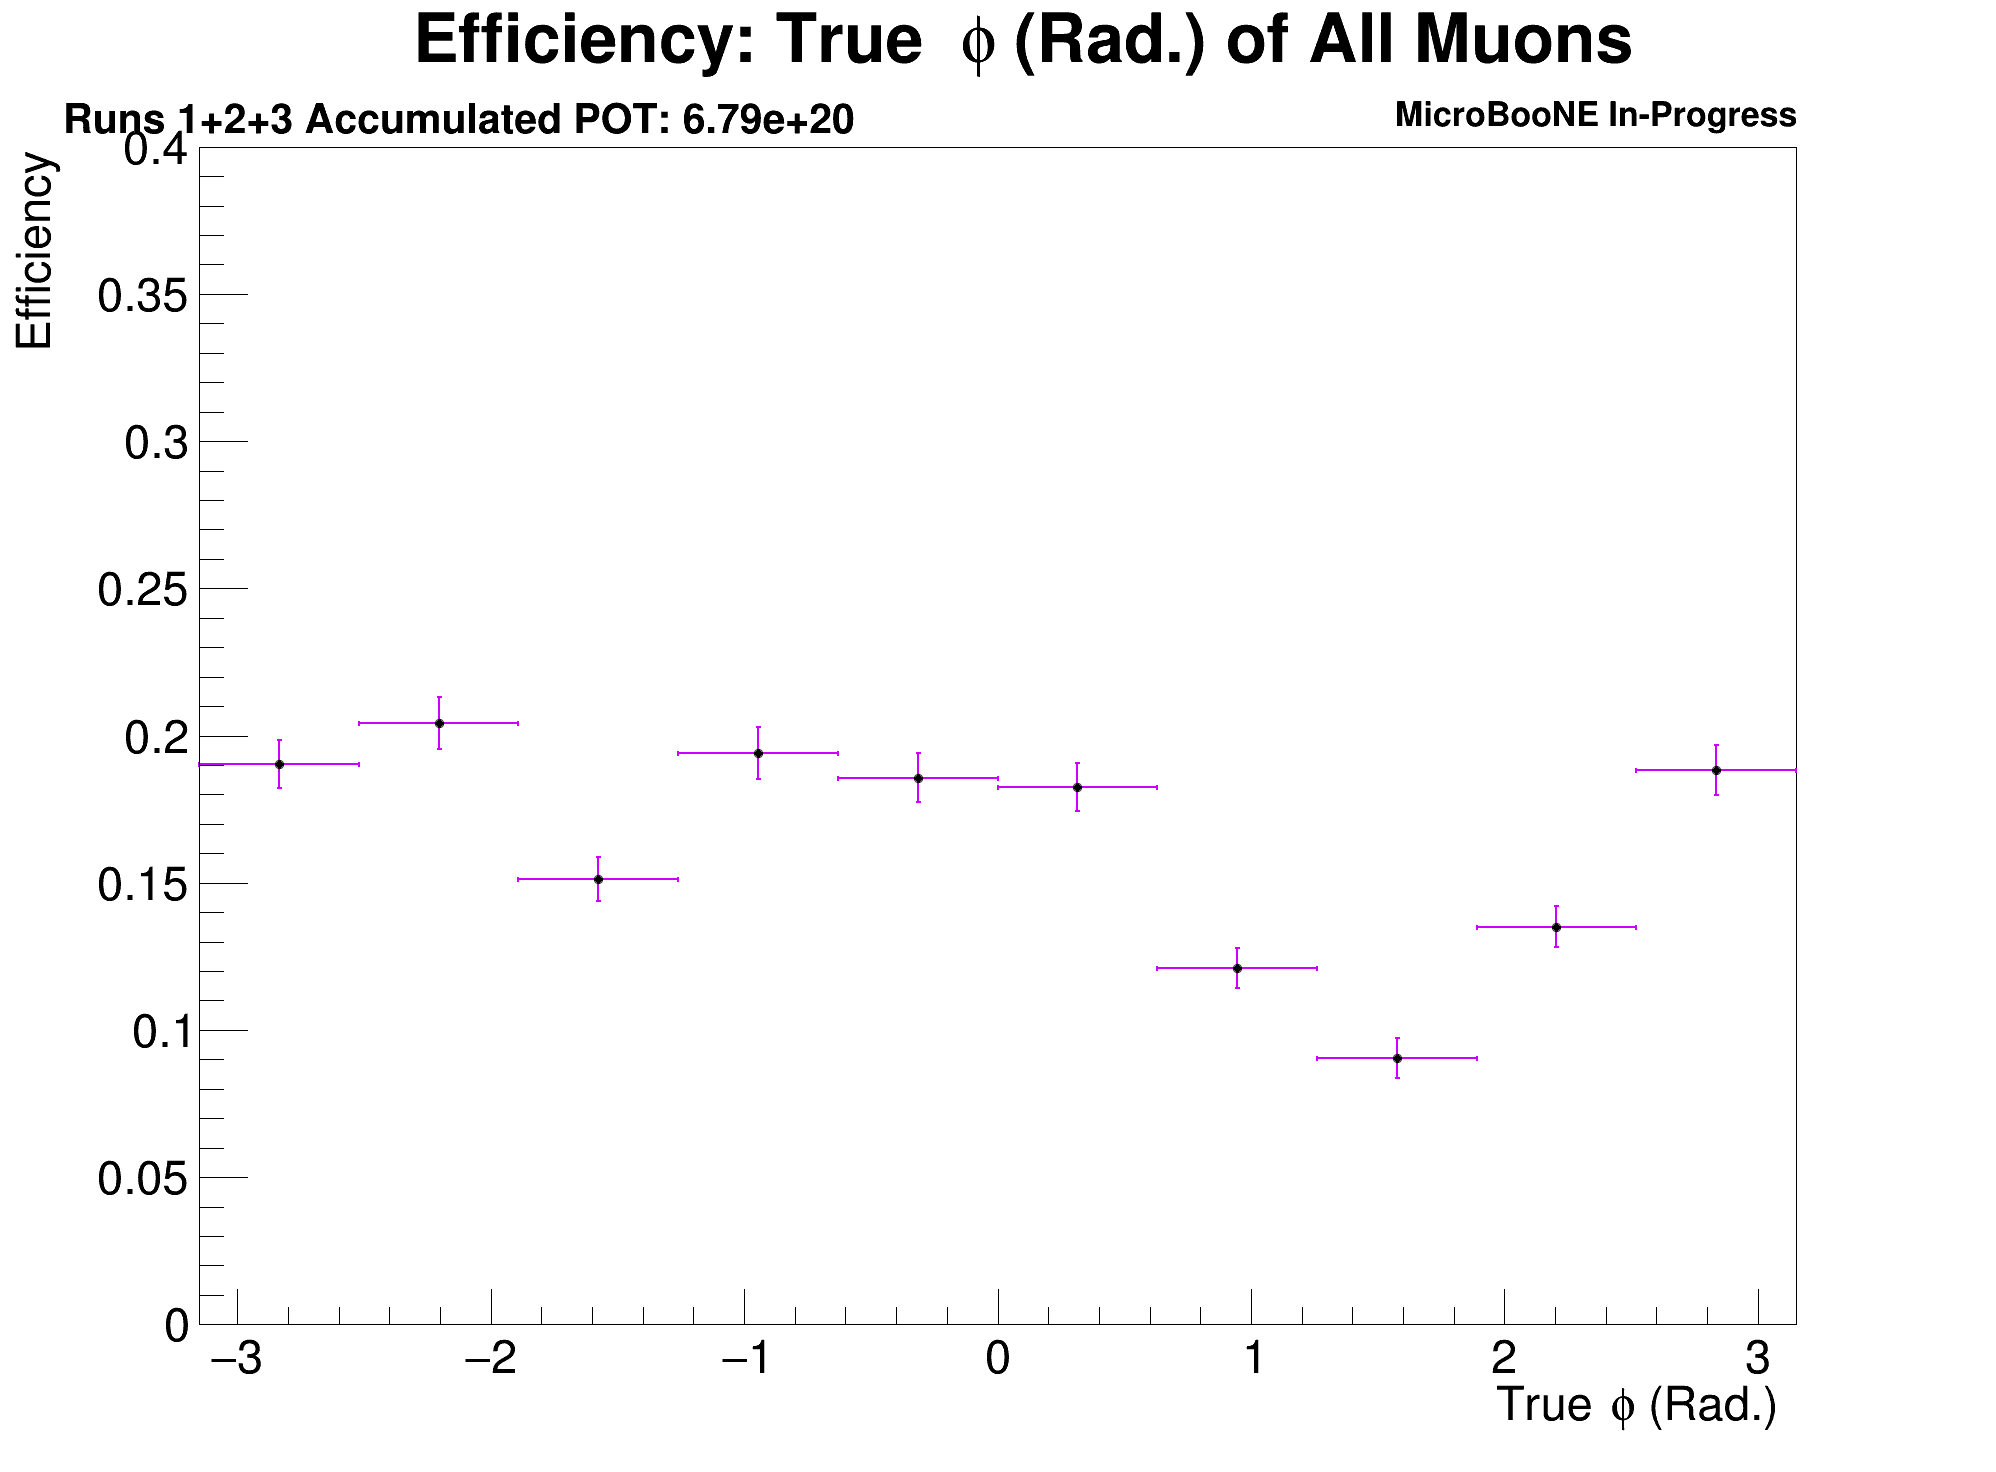 Efficiency: True ϕ (Rad.) of All Muons
Runs 1+2+3 Accumulated POT: 6.79e+20
MicroBooNE In-Progress
Efficiency
0.4
0.35
0.3
0.25
0.2
0.15
0.1
0.05
0
−3 −2 −1 0 1 2 3
True ϕ (Rad.)